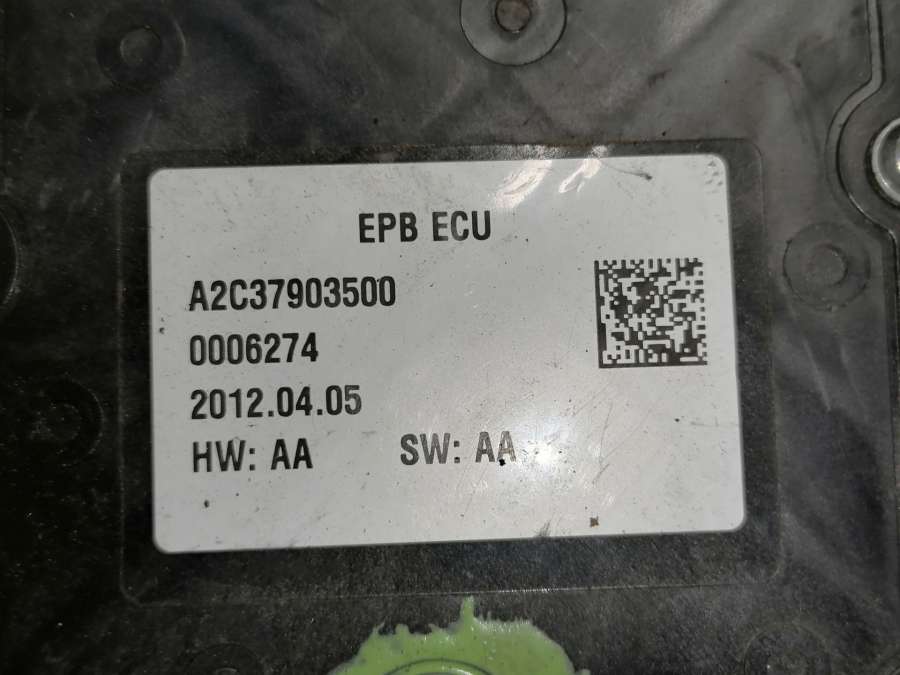 EPB ECU
A2C37903500
0006274
2012.04.05
HW: AA SW: AA